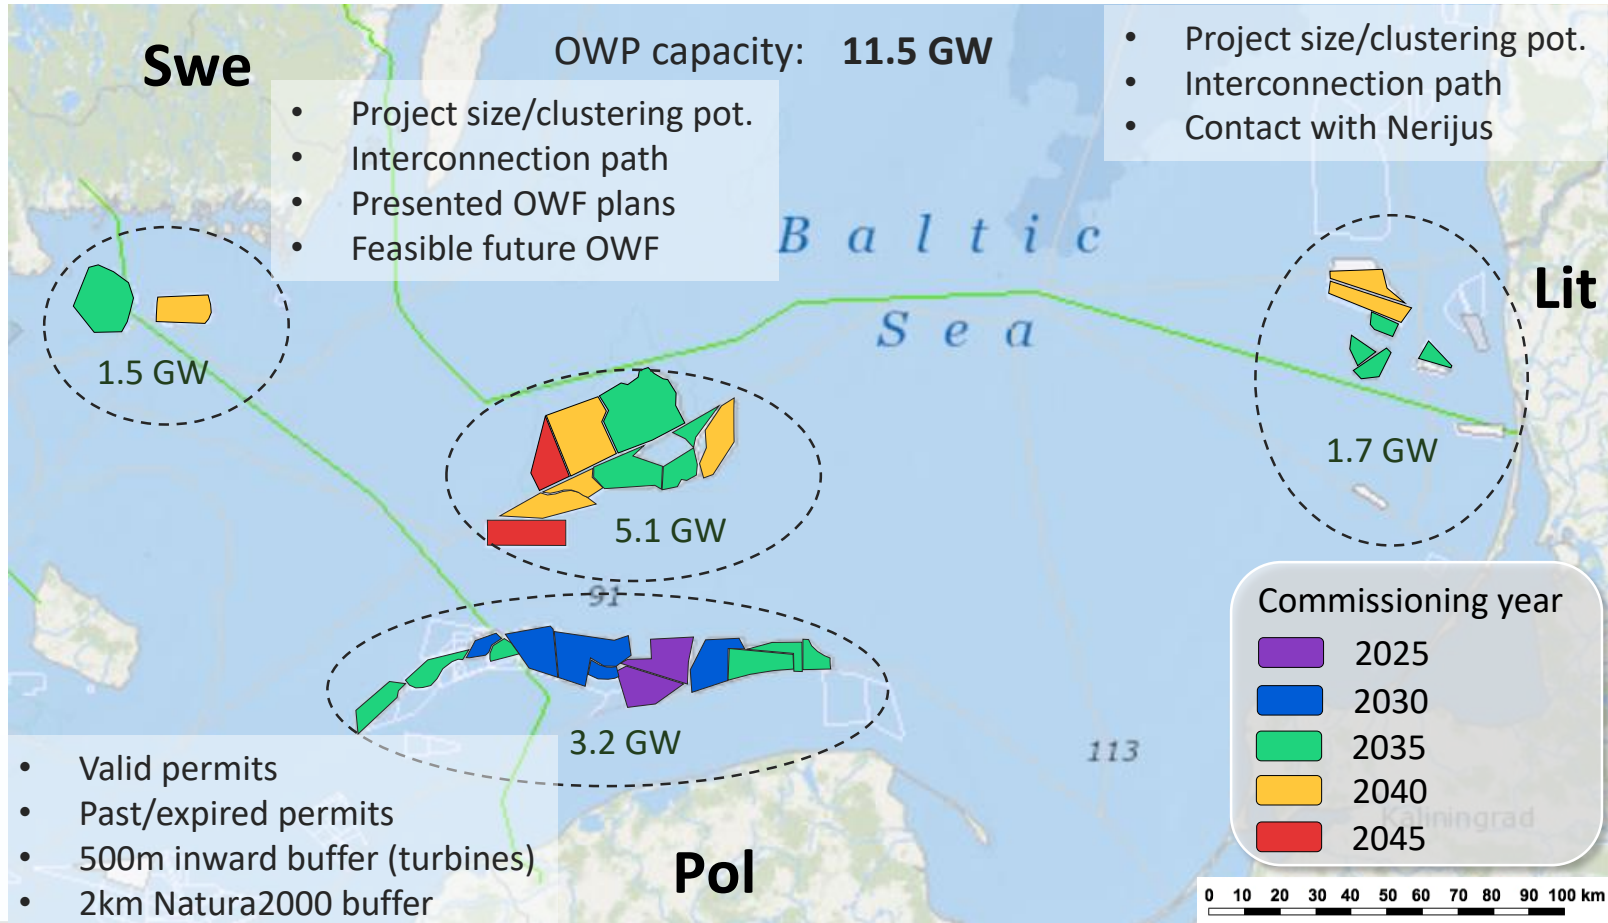 Swe
OWP capacity: 11.5 GW
• Project size/clustering pot.
• Interconnection path
• Presented OWF plans
• Feasible future OWF
• Project size/clustering pot.
• Interconnection path
• Contact with Nerijus
Baltic
Sea
Lit
1.5 GW
1.7 GW
5.1 GW
91
3.2 GW
113
• Valid permits
• Past/expired permits
• 500m inward buffer (turbines)
• 2km Natura2000 buffer
Pol
Commissioning year
2025
2030
2035
2040
2045
Kaliningrad
0 10 20 30 40 50 60 70 80 90 100 km